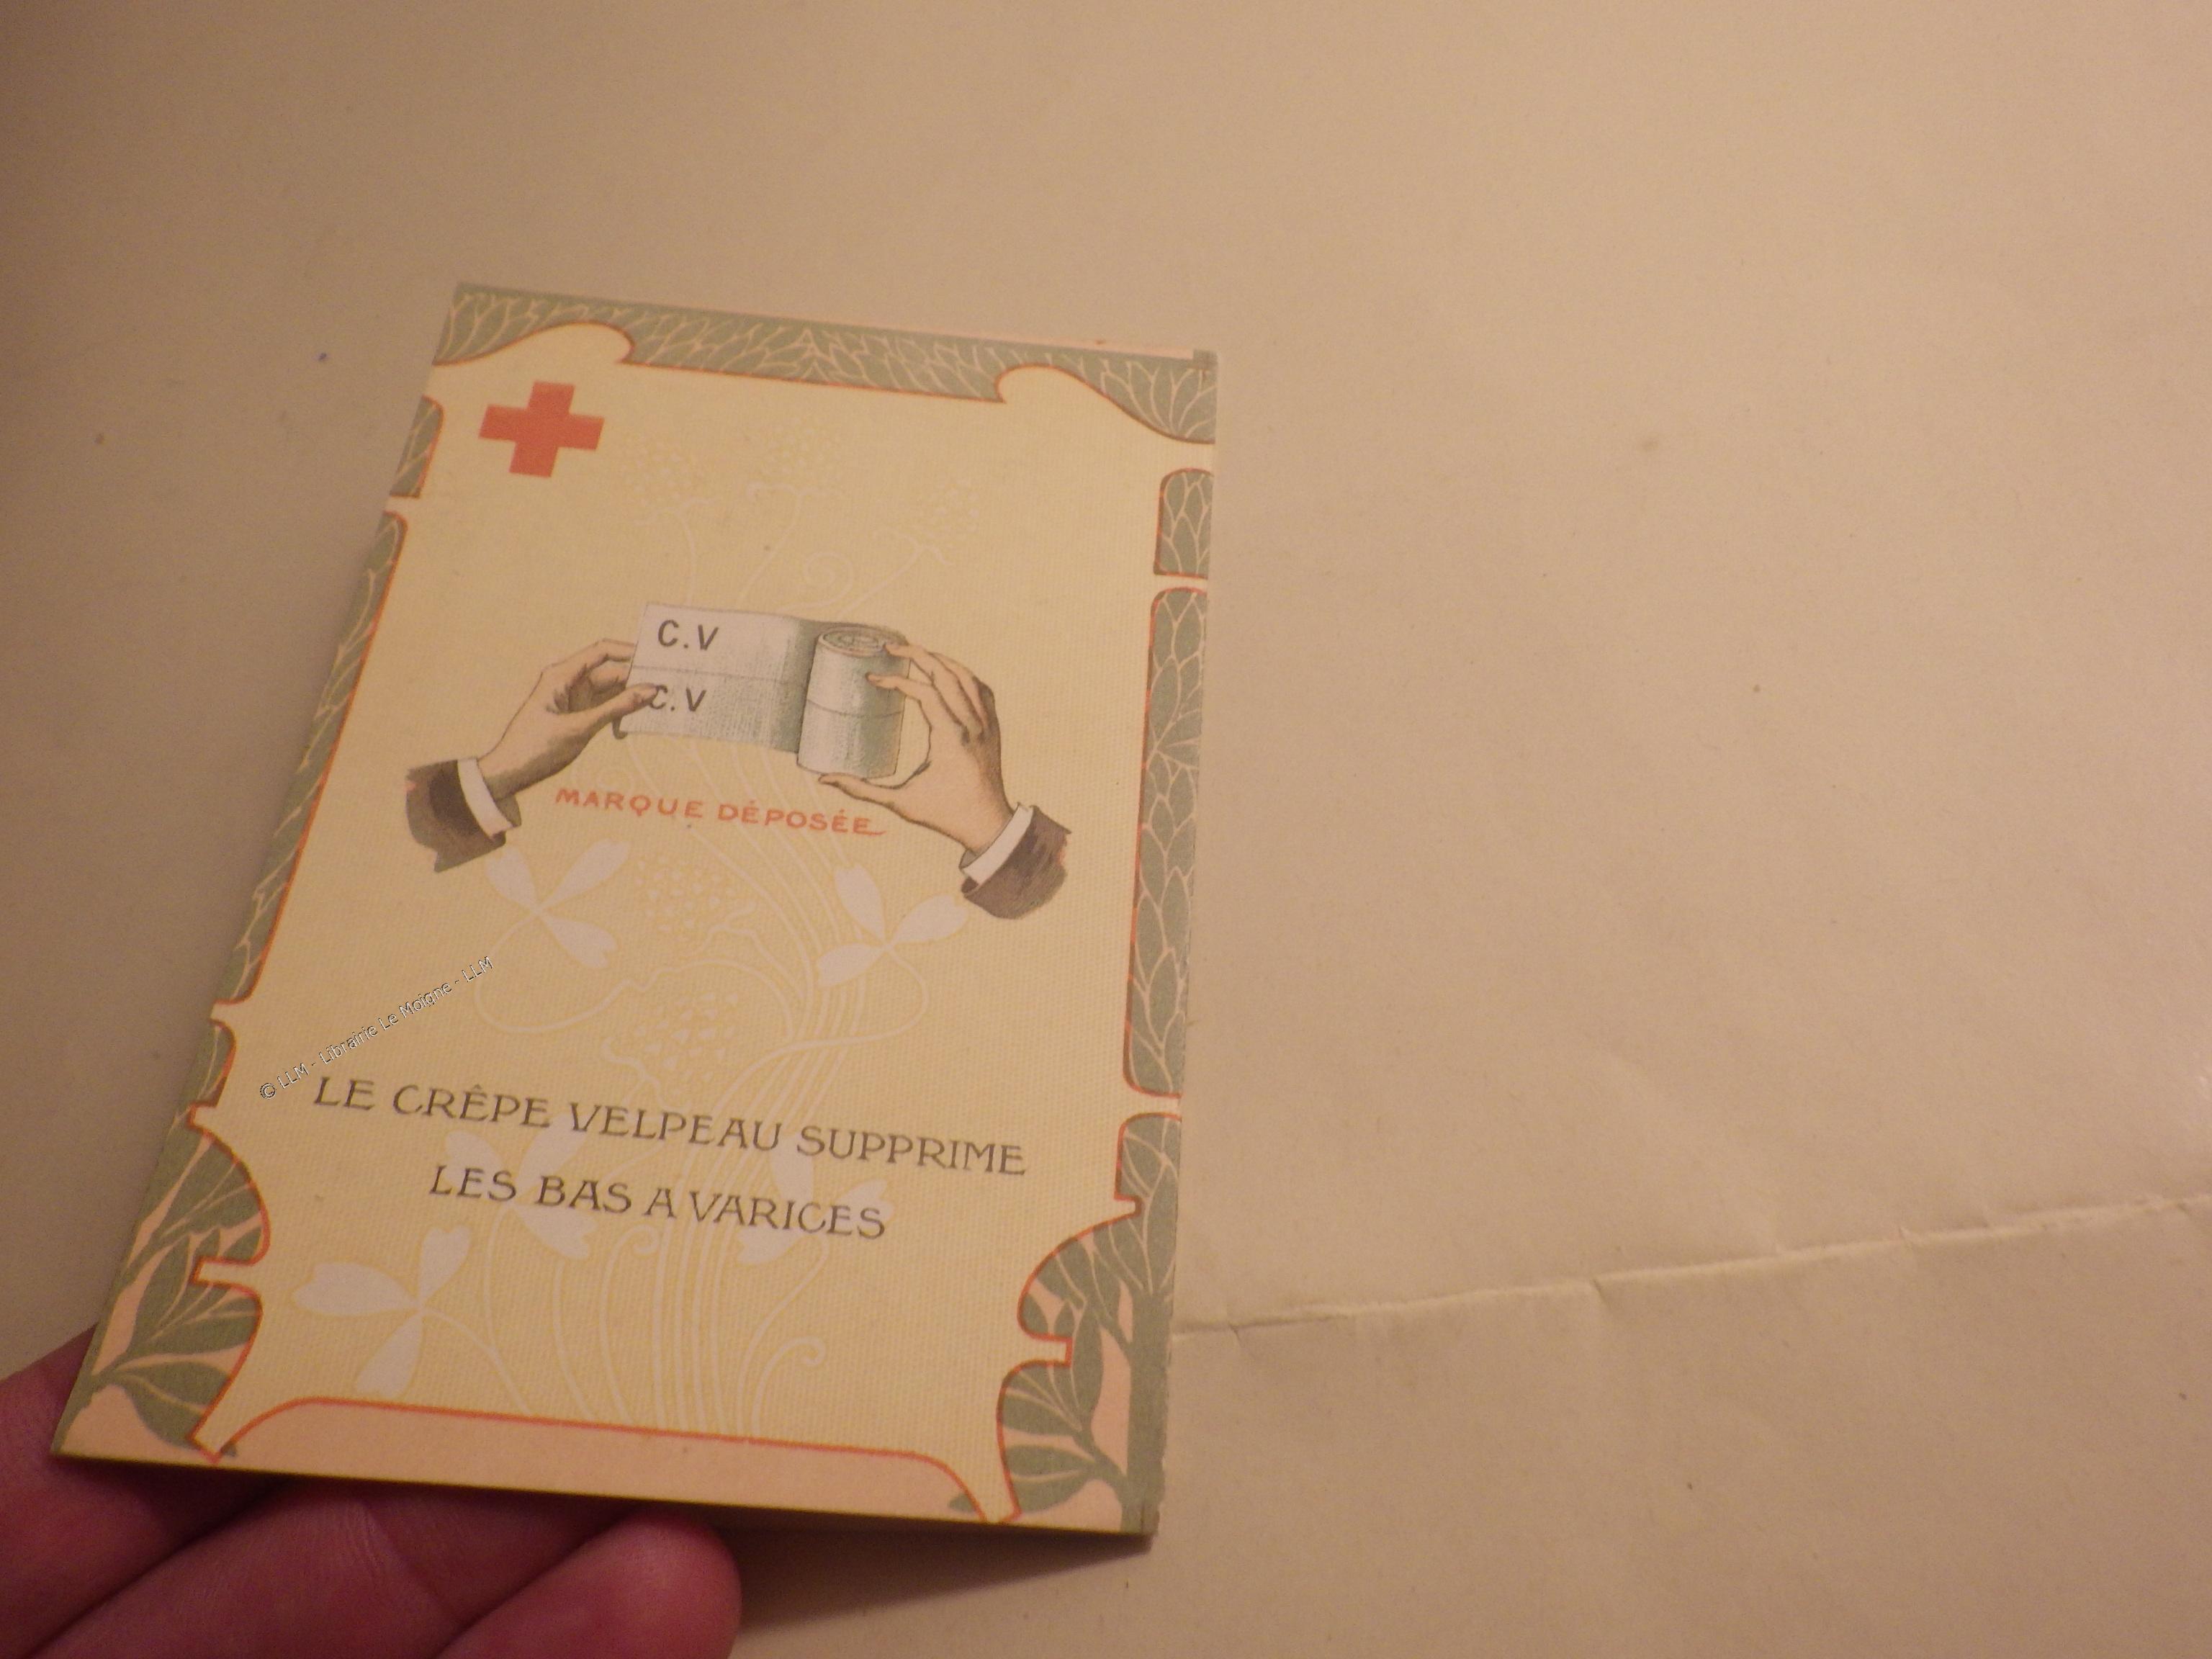 C.V
C.V
MARQUE DÉPOSÉE
© LLM - Librairie Le Moigne - LLM
LE CRÊPE VELPEAU SUPPRIME
LES BAS A VARICES